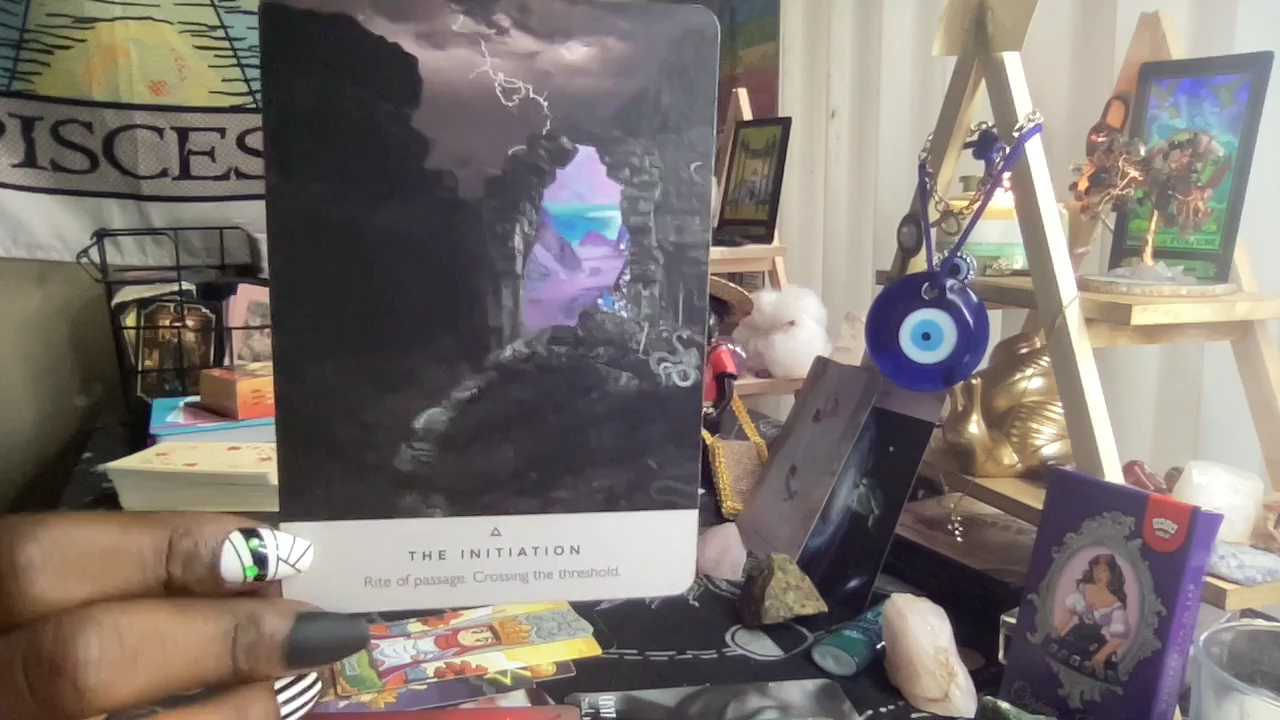 PISCES
THE INITIATION
Rite of passage. Crossing the threshold.